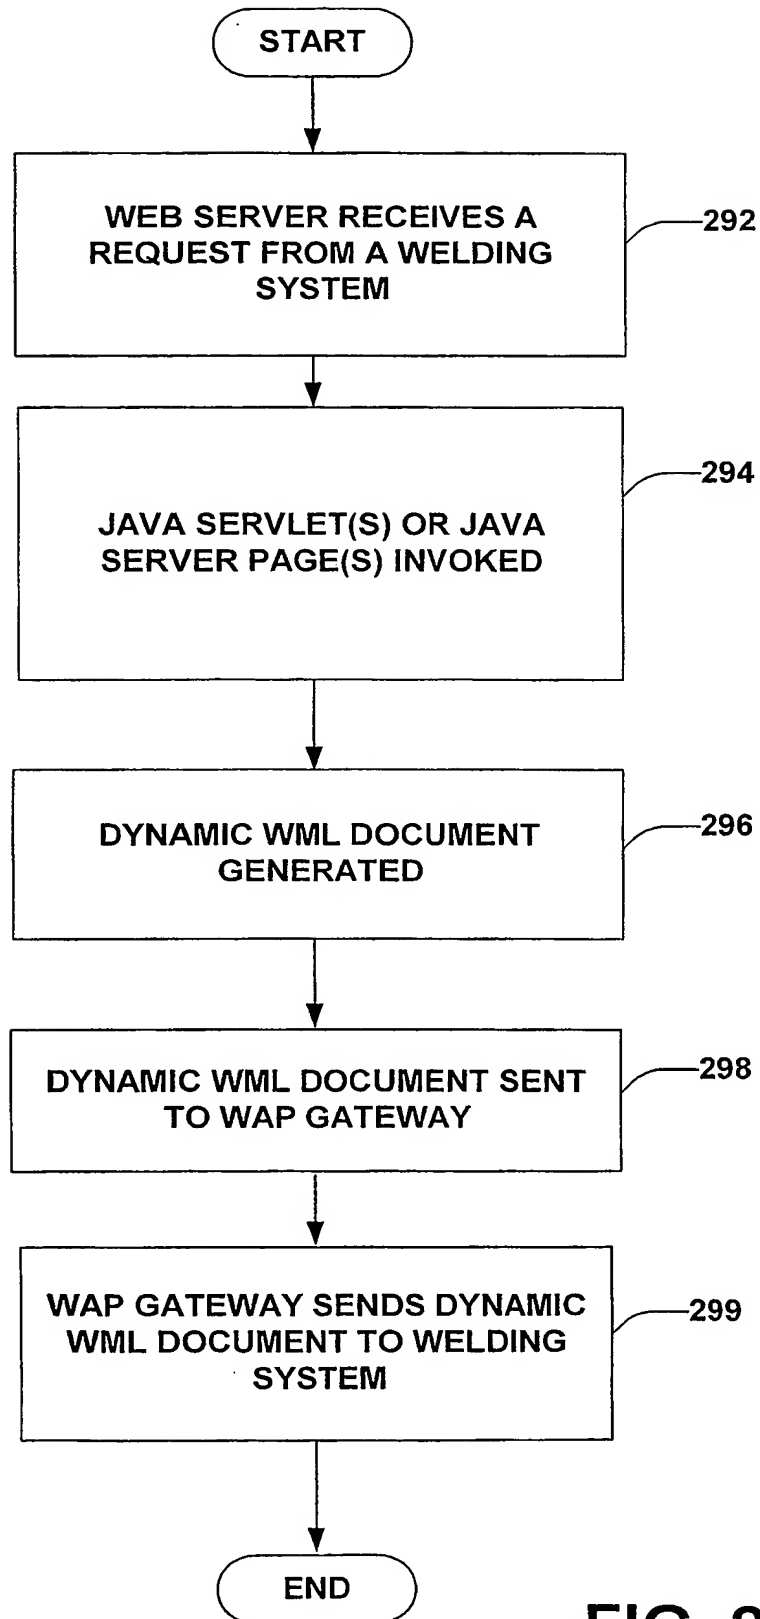 START
WEB SERVER RECEIVES A
REQUEST FROM A WELDING
SYSTEM
292
JAVA SERVLET(S) OR JAVA
SERVER PAGE(S) INVOKED
294
DYNAMIC WML DOCUMENT
GENERATED
296
DYNAMIC WML DOCUMENT SENT
TO WAP GATEWAY
298
WAP GATEWAY SENDS DYNAMIC
WML DOCUMENT TO WELDING
SYSTEM
299
END
FIG.